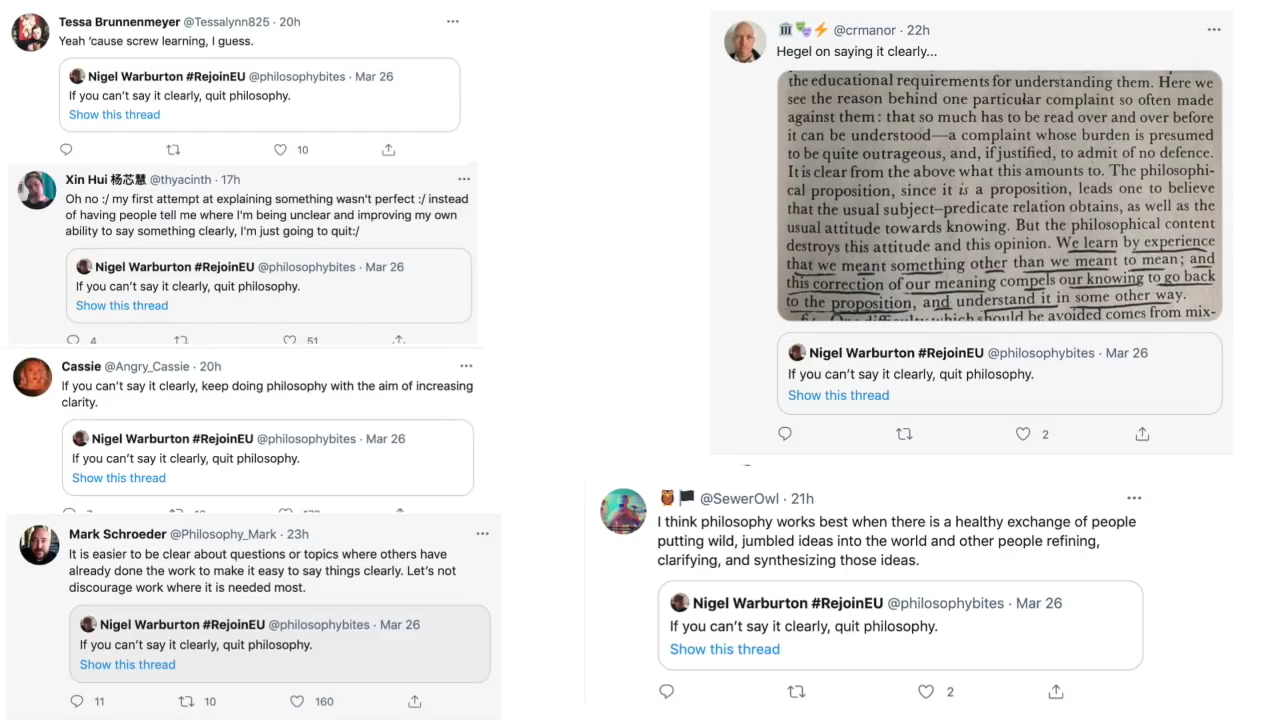 Tessa Brunnenmeyer @Tessalynn825 · 20h
Yeah ‘cause screw learning, I guess.
Nigel Warburton #RejoinEU @philosophybites · Mar 26
If you can’t say it clearly, quit philosophy.
Show this thread
10
Xin Hui 杨芯慧 @thyacinth · 17h
Oh no :/ my first attempt at explaining something wasn't perfect :/ instead
of having people tell me where I'm being unclear and improving my own
ability to say something clearly, I'm just going to quit:/
Nigel Warburton #RejoinEU @philosophybites · Mar 26
If you can’t say it clearly, quit philosophy.
Show this thread
4 51
Cassie @Angry_Cassie · 20h
If you can’t say it clearly, keep doing philosophy with the aim of increasing
clarity.
Nigel Warburton #RejoinEU @philosophybites · Mar 26
If you can’t say it clearly, quit philosophy.
Show this thread
Mark Schroeder @Philosophy_Mark · 23h
It is easier to be clear about questions or topics where others have
already done the work to make it easy to say things clearly. Let’s not
discourage work where it is needed most.
Nigel Warburton #RejoinEU @philosophybites · Mar 26
If you can’t say it clearly, quit philosophy.
Show this thread
11 10 160
@crmanor · 22h
Hegel on saying it clearly...
the educational requirements for understanding them. Here we
see the reason behind one particular complaint so often made
against them: that so much has to be read over and over before
it can be understood—a complaint whose burden is presumed
to be quite outrageous, and, if justified, to admit of no defence.
It is clear from the above what this amounts to. The philosophi-
cal proposition, since it is a proposition, leads one to believe
that the usual subject–predicate relation obtains, as well as the
usual attitude towards knowing. But the philosophical content
destroys this attitude and this opinion. We learn by experience
that we meant something other than we meant to mean; and
this correction of our meaning compels our knowing to go back
to the proposition, and understand it in some other way.
which should be avoided comes from mix-
Nigel Warburton #RejoinEU @philosophybites · Mar 26
If you can’t say it clearly, quit philosophy.
Show this thread
2
@SewerOwl · 21h
I think philosophy works best when there is a healthy exchange of people
putting wild, jumbled ideas into the world and other people refining,
clarifying, and synthesizing those ideas.
Nigel Warburton #RejoinEU @philosophybites · Mar 26
If you can’t say it clearly, quit philosophy.
Show this thread
2